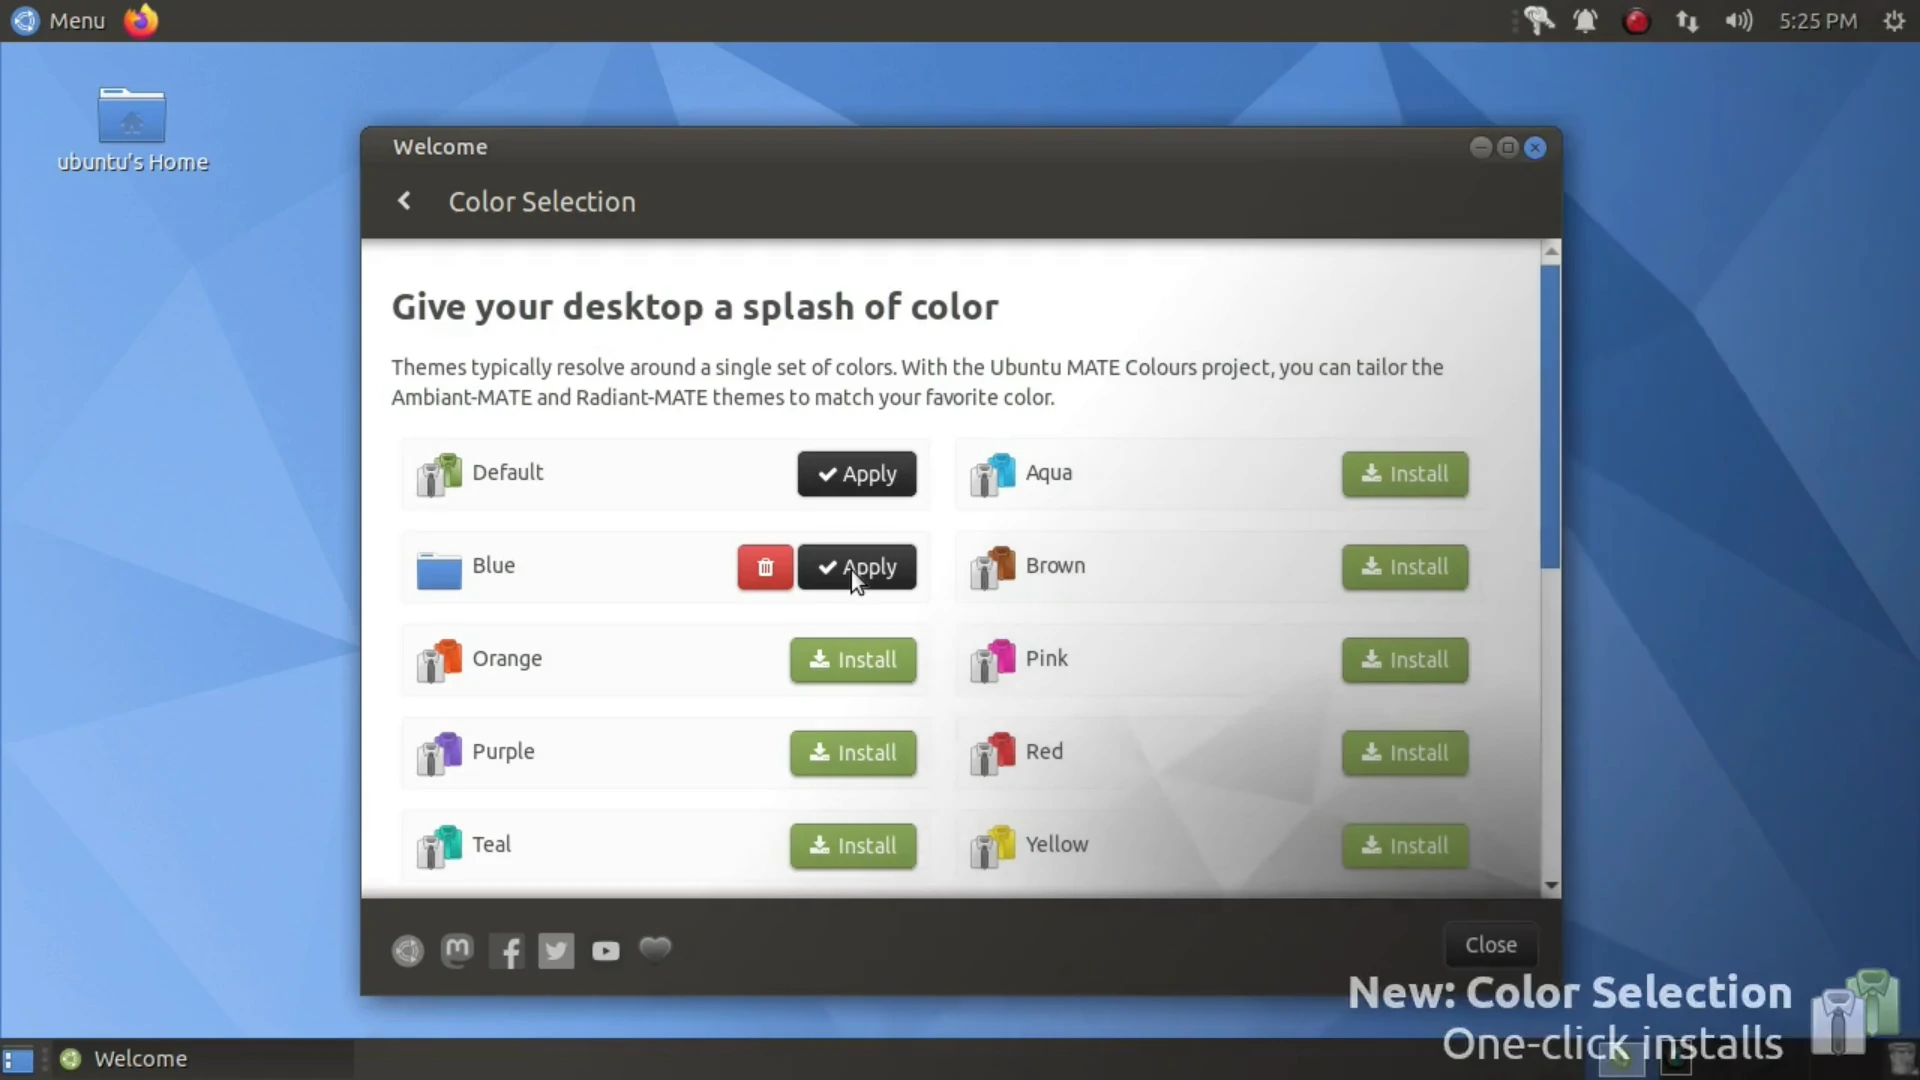 Menu
5:25 PM
ubuntu's Home
Welcome
Color Selection
Give your desktop a splash of color
Themes typically resolve around a single set of colors. With the Ubuntu MATE Colours project, you can tailor the
Ambiant-MATE and Radiant-MATE themes to match your favorite color.
Default Apply Aqua Install
Blue Apply Brown Install
Orange Install Pink Install
Purple Install Red Install
Teal Install Yellow Install
Close
New: Color Selection
One-click installs
Welcome